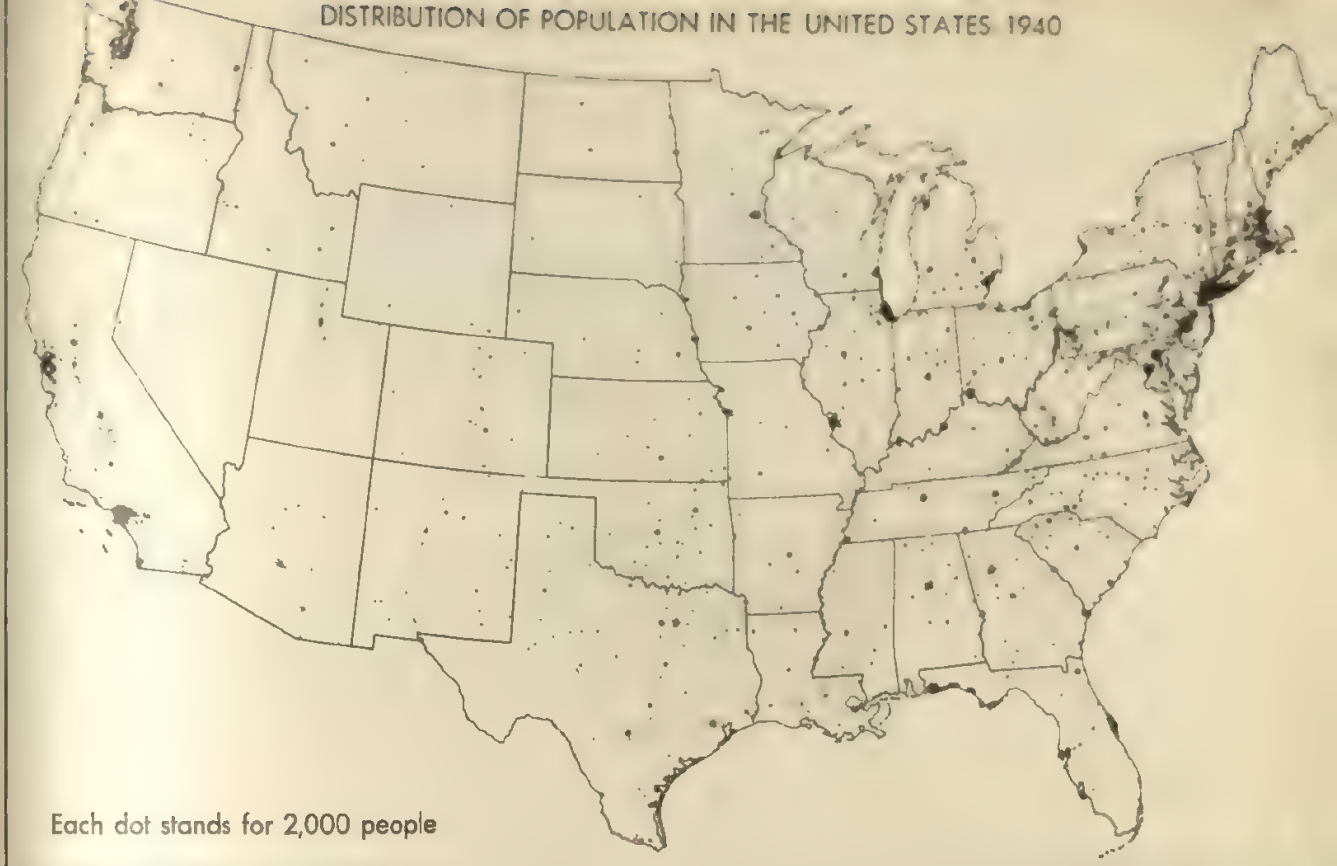 DISTRIBUTION OF POPULATION IN THE UNITED STATES 1940
Each dot stands for 2,000 people